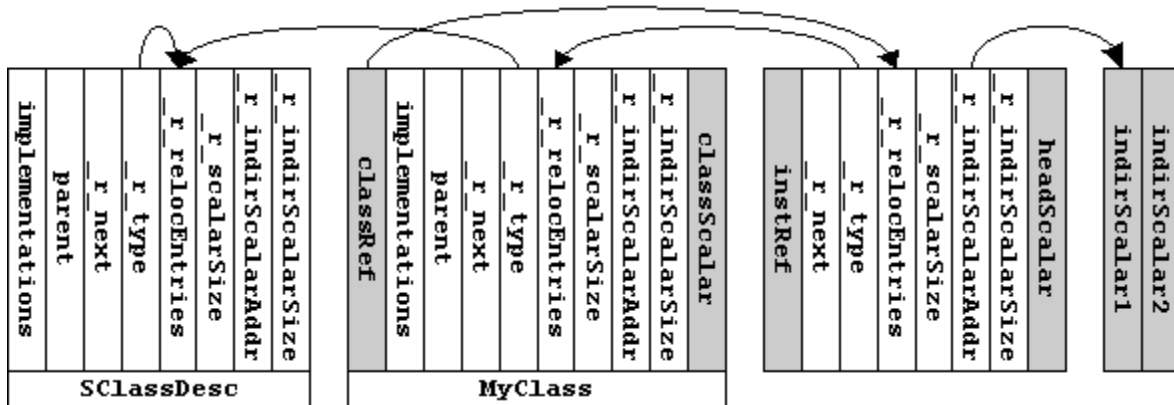 implementations
parent
_r_next
_r_type
_r_relocEntries
_r_scalarSize
_r_indirScalarAddr
_r_indirScalarSize
SClassDesc
classRef
implementations
parent
_r_next
_r_type
_r_relocEntries
_r_scalarSize
_r_indirScalarAddr
_r_indirScalarSize
classScalar
MyClass
instRef
_r_next
_r_type
_r_relocEntries
_r_scalarSize
_r_indirScalarAddr
_r_indirScalarSize
headScalar
indirScalar1
indirScalar2